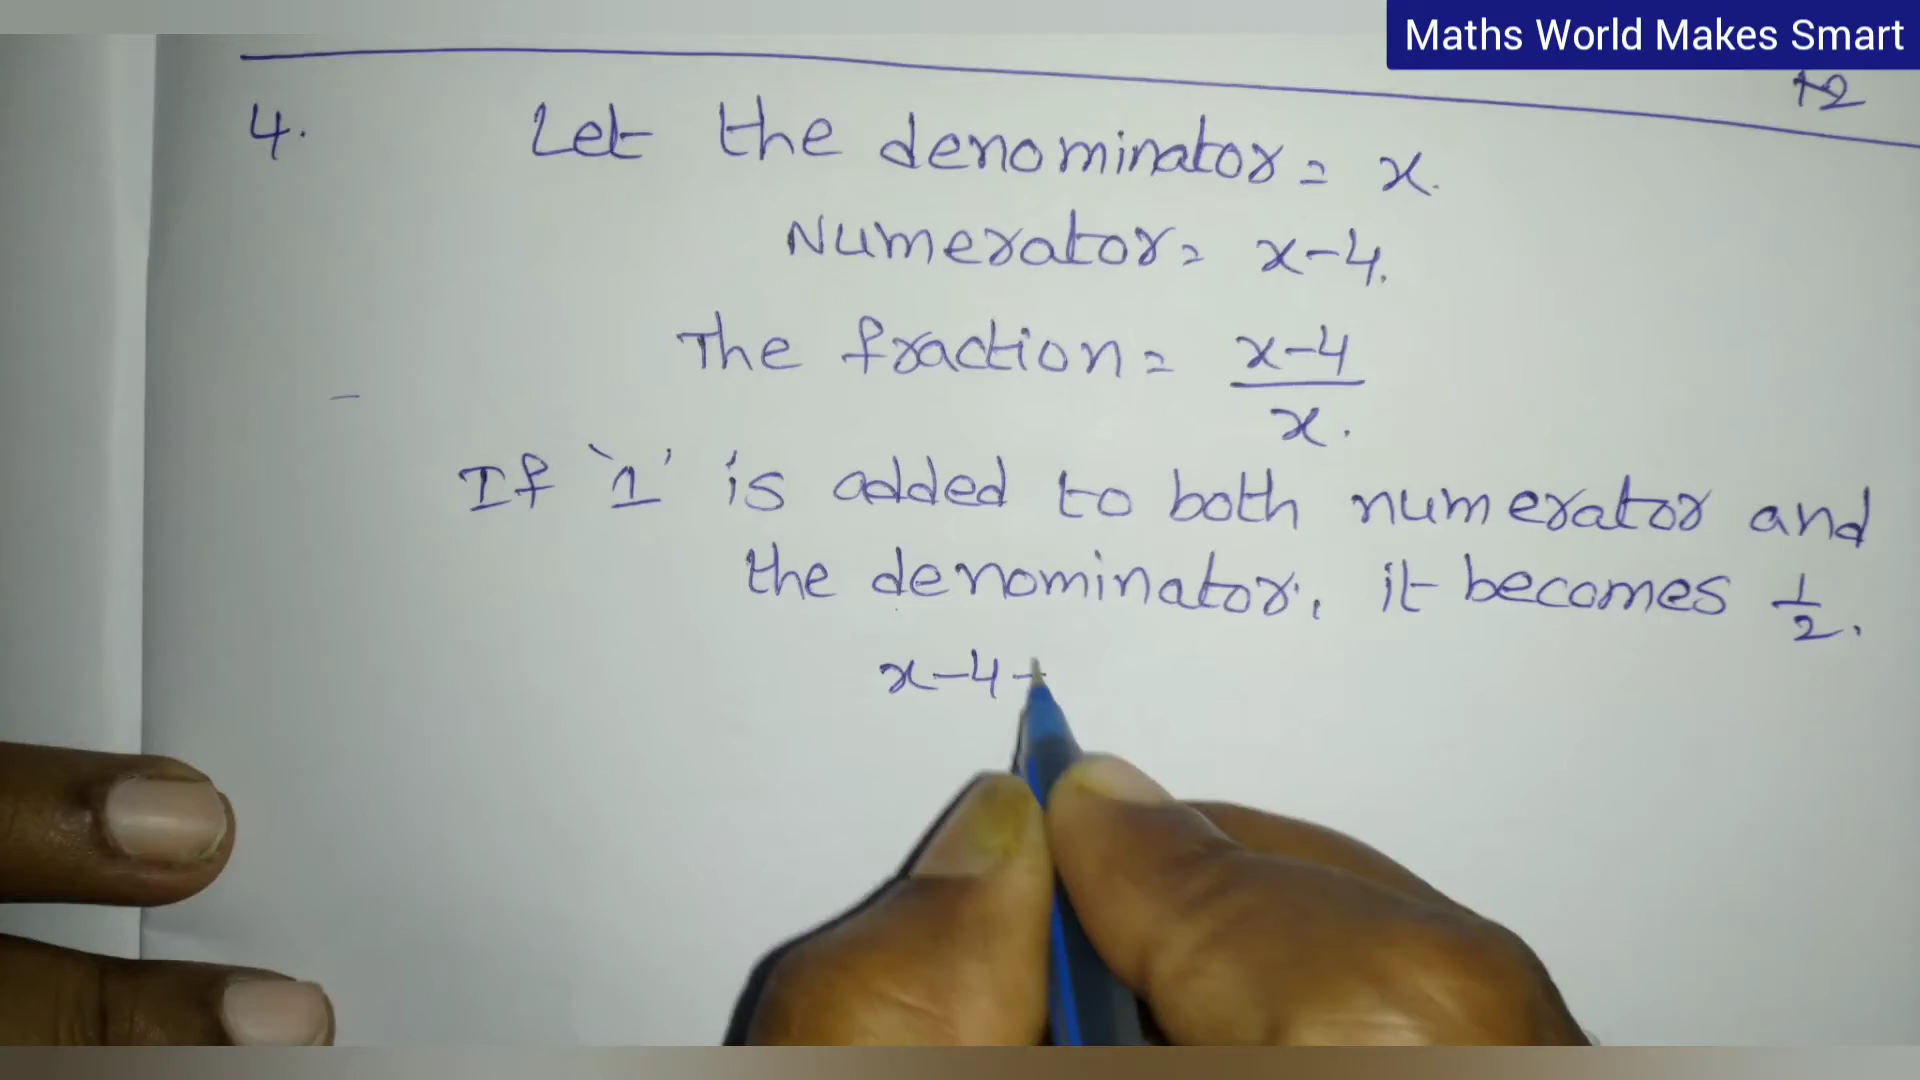 Maths World Makes Smart
+2
4. Let the denominator = x.
Numerator = x-4.
The fraction = x-4
x.
If '1' is added to both numerator and
the denominator, it becomes 1/2.
x-4+